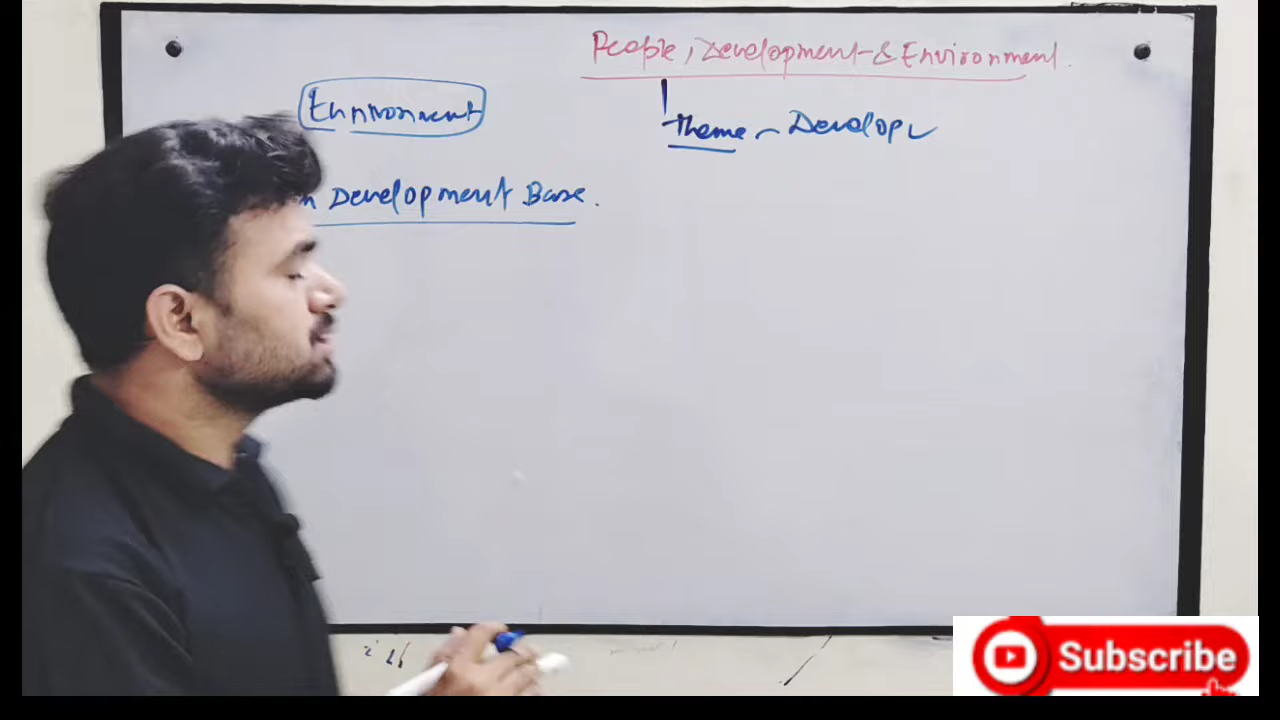 People, Development & Environment.
Environment
Theme ~ Develop
Development Base.
Subscribe